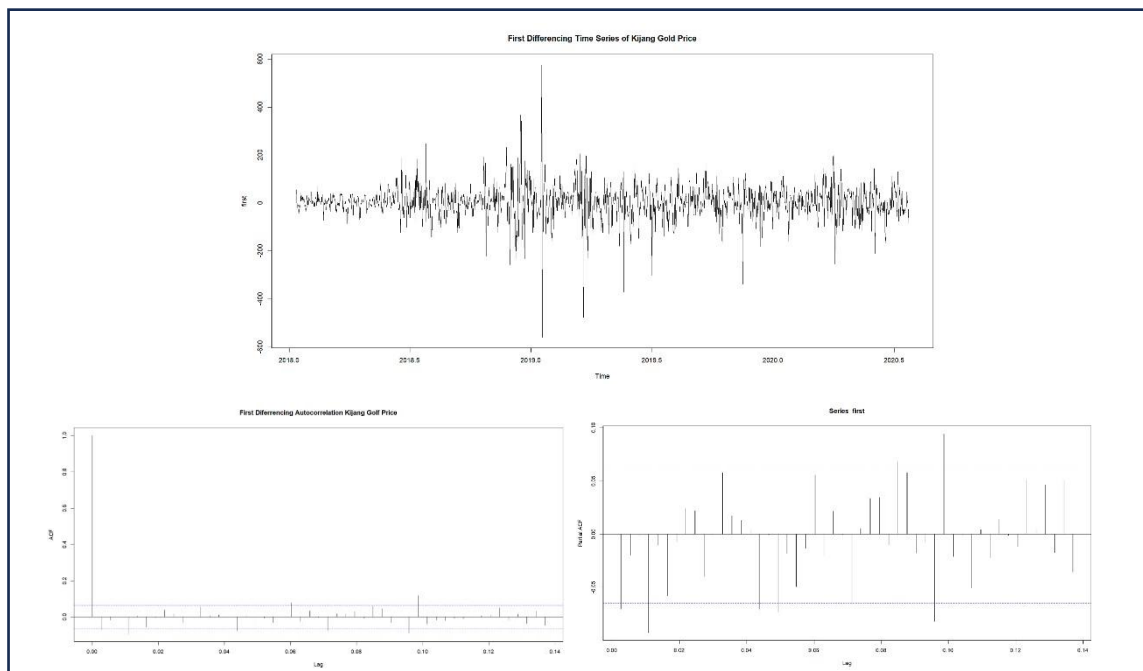 First Differencing Time Series of Kijang Gold Price
600
400
200
0
-200
-400
-600
first
2018.0 2018.5 2019.0 2019.5 2020.0 2020.5
Time
First Diferrencing Autocorrelation Kijang Golf Price
1.0
0.8
0.6
0.4
0.2
0.0
ACF
0.00 0.02 0.04 0.06 0.08 0.10 0.12 0.14
Lag
Series first
0.10
0.05
0.00
-0.05
Partial ACF
0.00 0.02 0.04 0.06 0.08 0.10 0.12 0.14
Lag